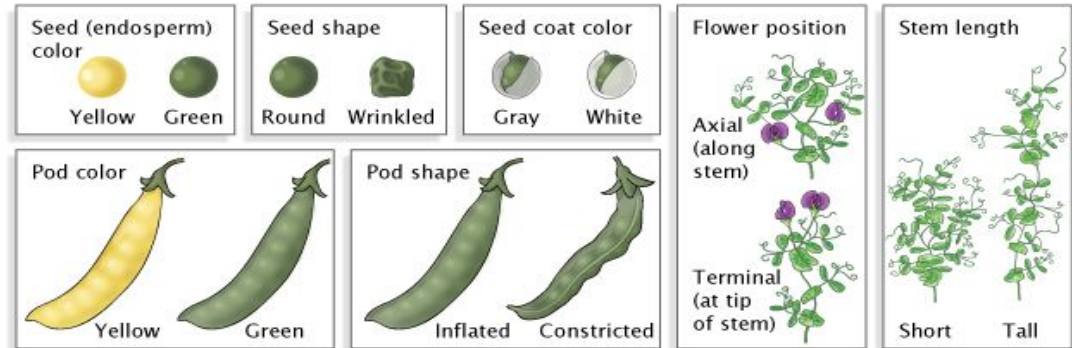 Seed (endosperm)
color
Yellow Green
Seed shape
Round Wrinkled
Seed coat color
Gray White
Flower position
Axial
(along
stem)
Terminal
(at tip
of stem)
Stem length
Short Tall
Pod color
Yellow Green
Pod shape
Inflated Constricted